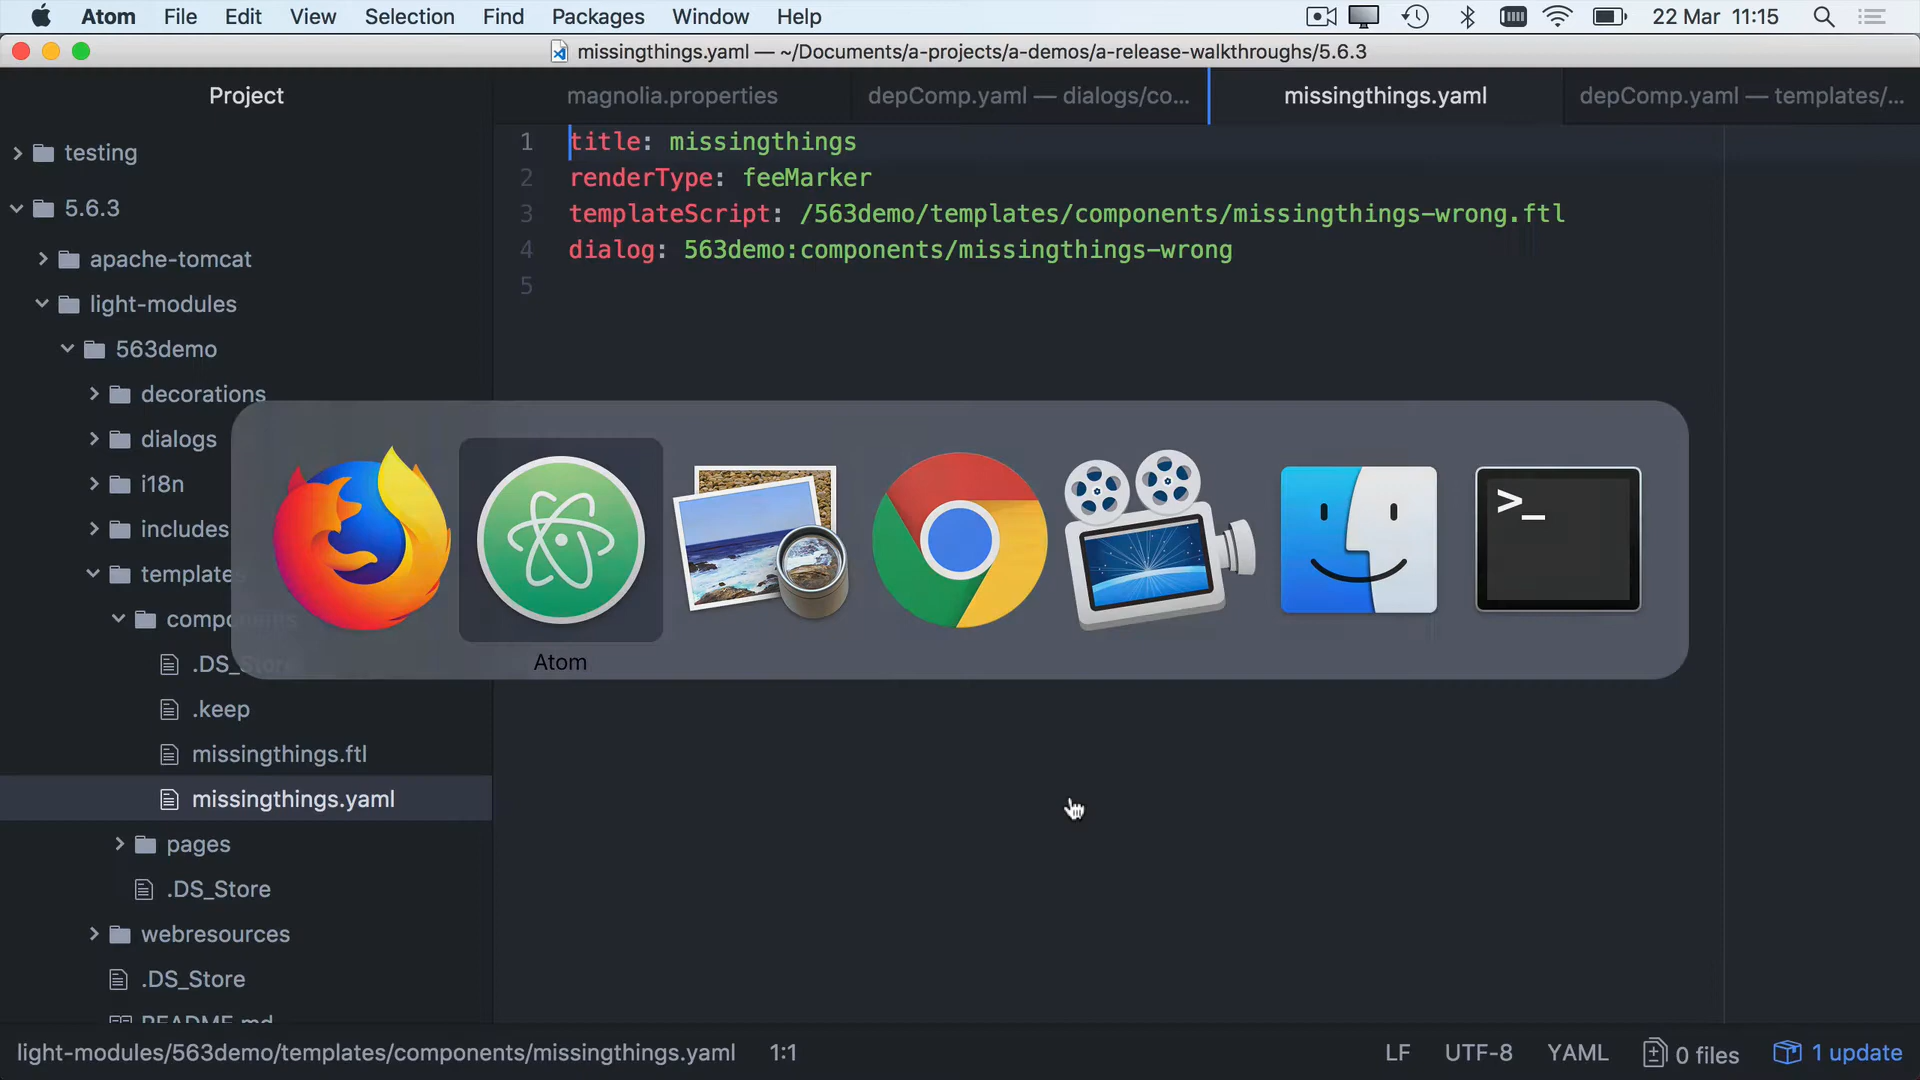 Atom File Edit View Selection Find Packages Window Help 22 Mar 11:15
missingthings.yaml — ~/Documents/a-projects/a-demos/a-release-walkthroughs/5.6.3
Project
magnolia.properties
depComp.yaml — dialogs/co...
missingthings.yaml
depComp.yaml — templates/...
testing
5.6.3
apache-tomcat
light-modules
563demo
decorations
dialogs
i18n
includes
templates
components
.DS_Store
.keep
missingthings.ftl
missingthings.yaml
pages
.DS_Store
webresources
.DS_Store
README.md
1 title: missingthings
2 renderType: feeMarker
3 templateScript: /563demo/templates/components/missingthings-wrong.ftl
4 dialog: 563demo:components/missingthings-wrong
5
>_
Atom
light-modules/563demo/templates/components/missingthings.yaml 1:1 LF UTF-8 YAML 0 files 1 update